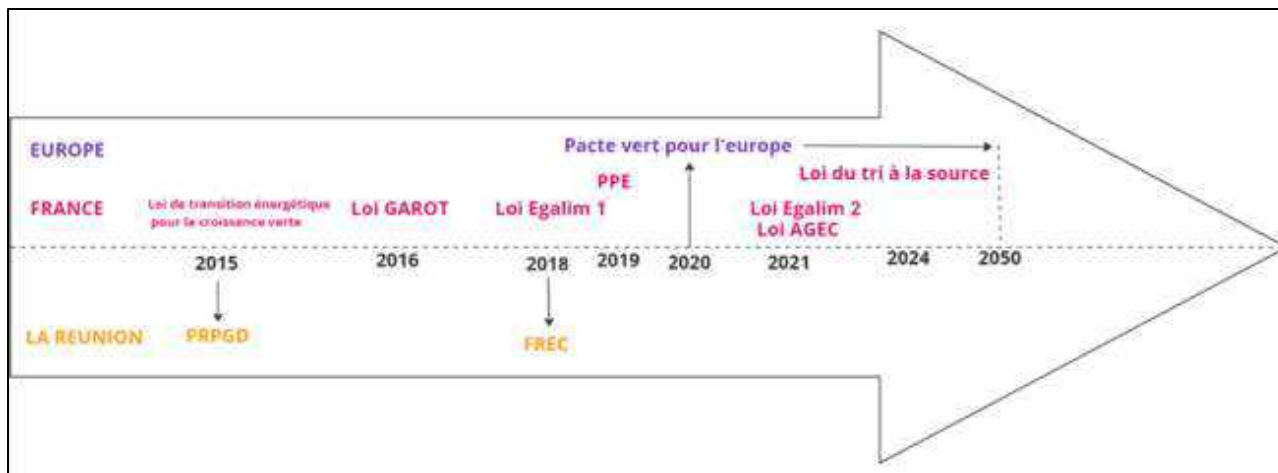 EUROPE
Pacte vert pour l'europe
Loi du tri à la source
PPE
FRANCE
Loi de transition énergétique
pour la croissance verte
Loi GAROT
Loi Egalim 1
Loi Egalim 2
Loi AGEC
2015
2016
2018
2019
2020
2021
2024
2050
LA REUNION
PRPGD
FREC